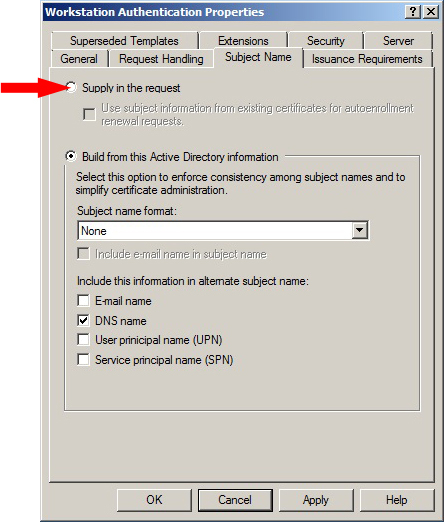 Workstation Authentication Properties
Superseded Templates Extensions Security Server
General Request Handling Subject Name Issuance Requirements
Supply in the request
Use subject information from existing certificates for autoenrollment
renewal requests.
Build from this Active Directory information
Select this option to enforce consistency among subject names and to
simplify certificate administration.
Subject name format:
None
Include e-mail name in subject name
Include this information in alternate subject name:
E-mail name
DNS name
User prinicipal name (UPN)
Service principal name (SPN)
OK Cancel Apply Help